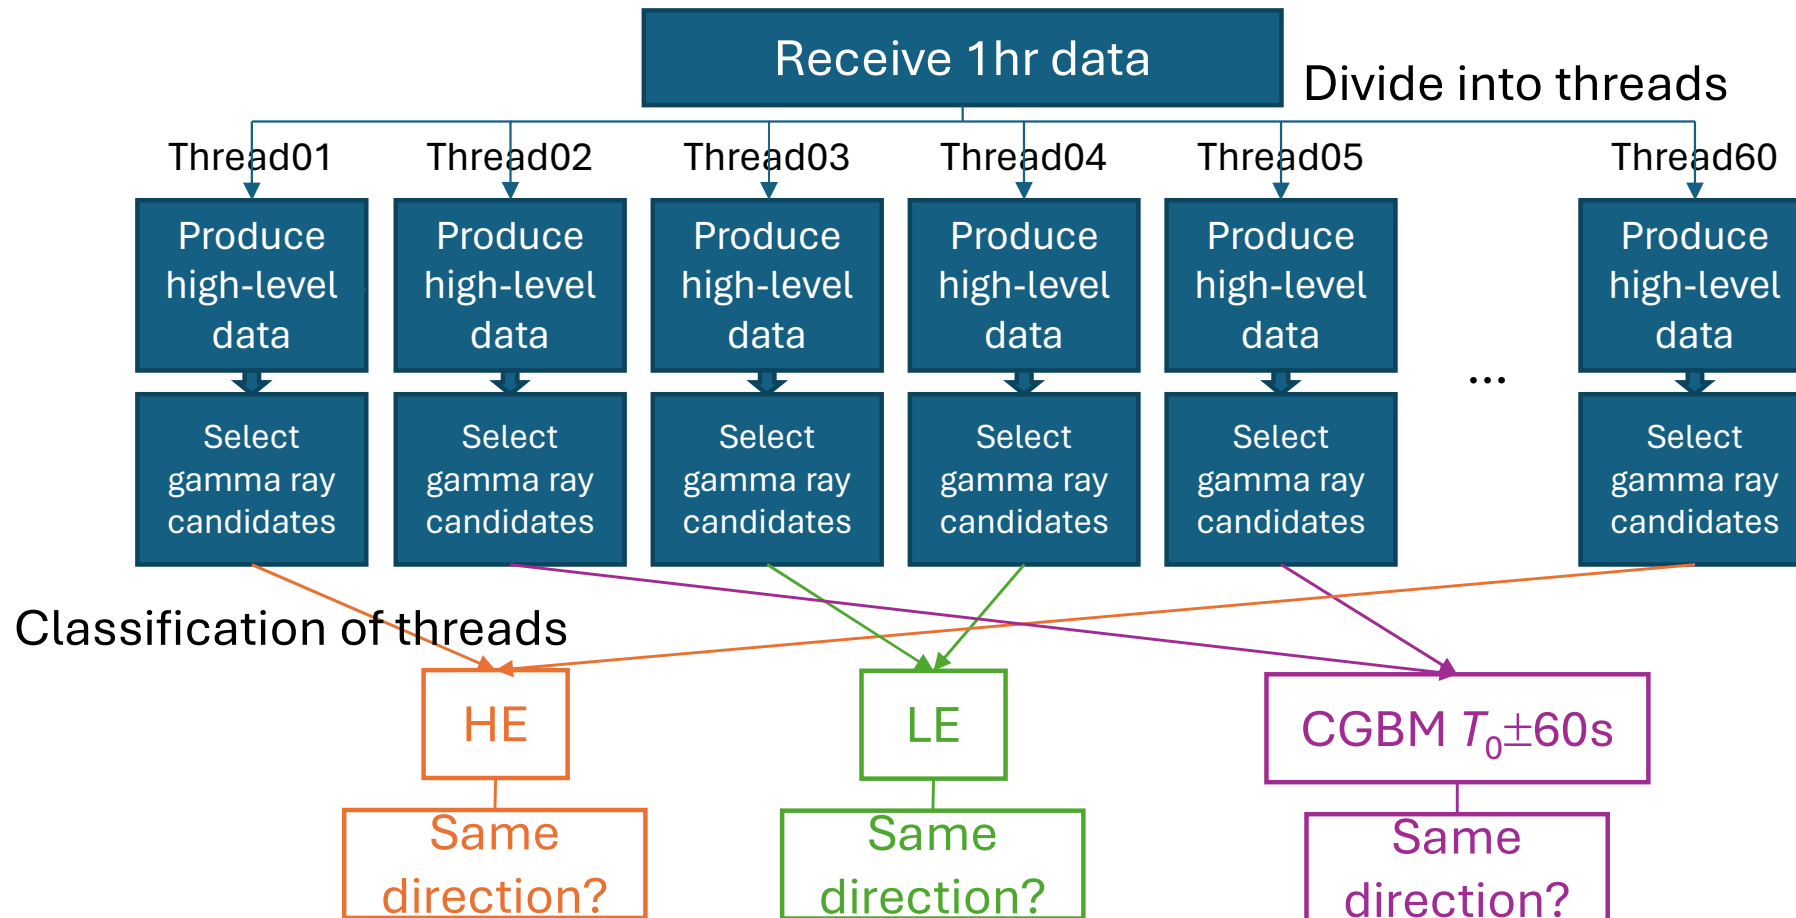 Receive 1hr data
Divide into threads
Thread01
Thread02
Thread03
Thread04
Thread05
Thread60
Produce
high-level
data
Produce
high-level
data
Produce
high-level
data
Produce
high-level
data
Produce
high-level
data
Produce
high-level
data
...
Select
gamma ray
candidates
Select
gamma ray
candidates
Select
gamma ray
candidates
Select
gamma ray
candidates
Select
gamma ray
candidates
Select
gamma ray
candidates
Classification of threads
HE
LE
CGBM T₀±60s
Same
direction?
Same
direction?
Same
direction?